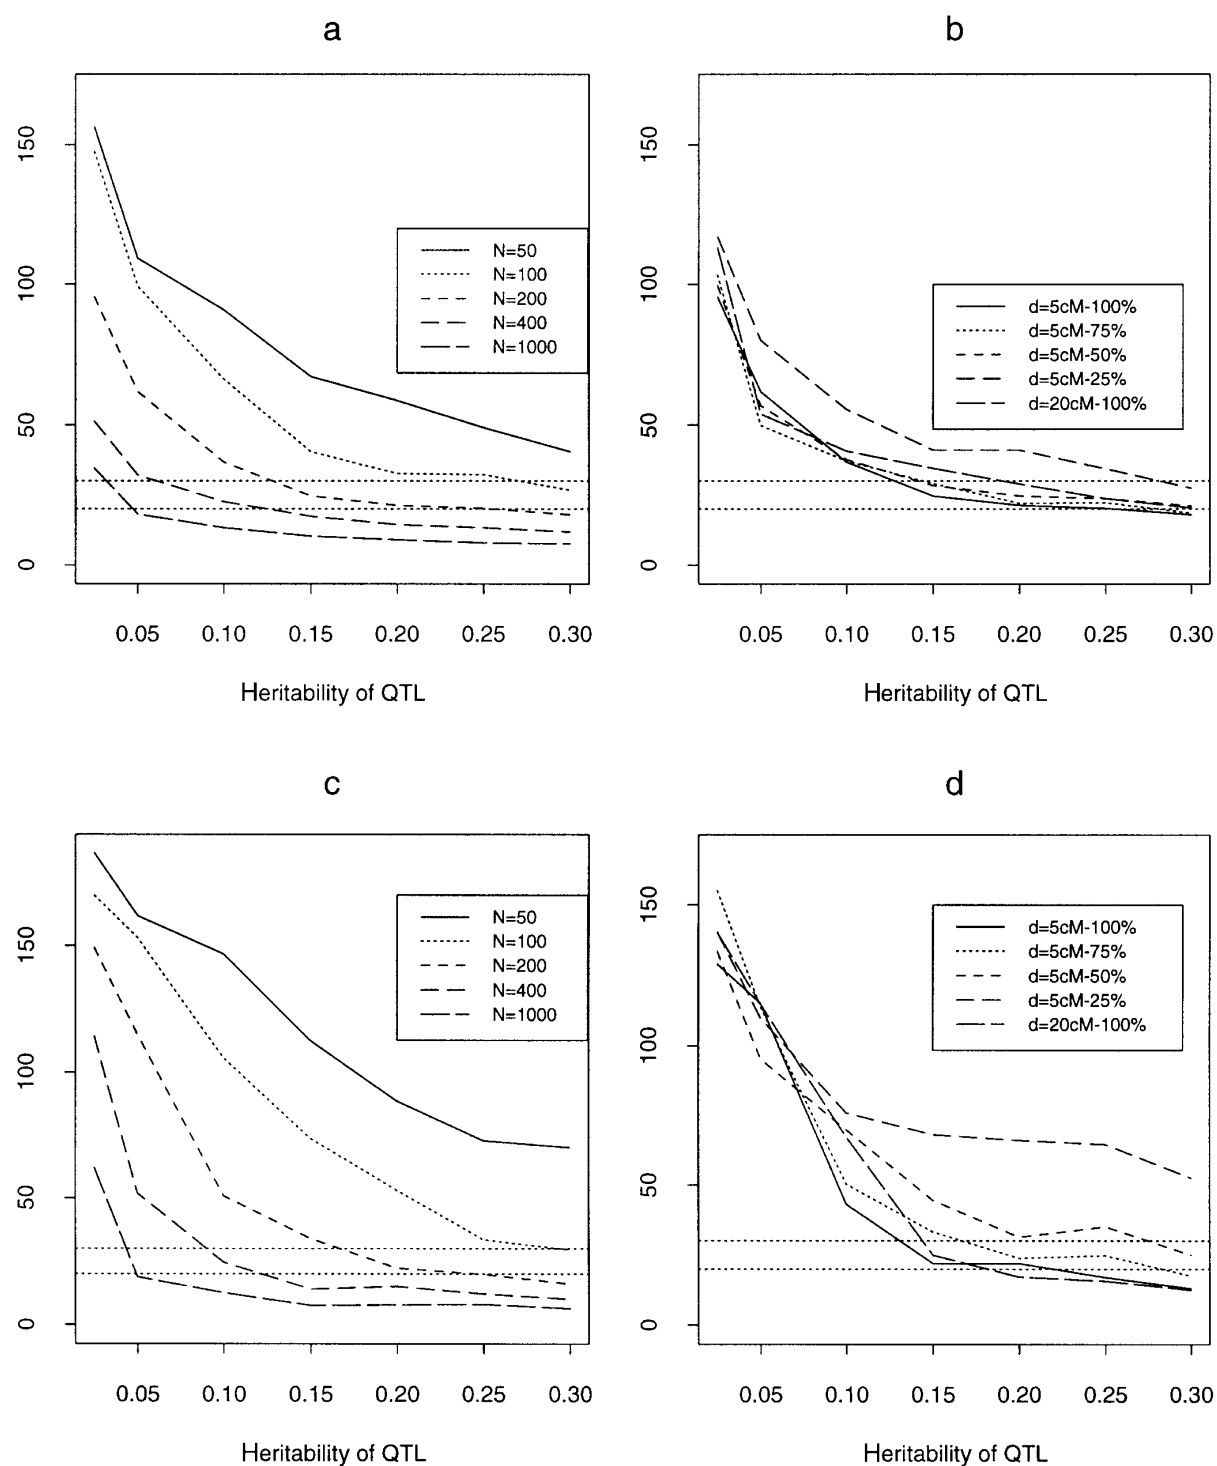 a
150
100
50
0
N=50
N=100
N=200
N=400
N=1000
0.05 0.10 0.15 0.20 0.25 0.30
Heritability of QTL
b
150
100
50
0
d=5cM-100%
d=5cM-75%
d=5cM-50%
d=5cM-25%
d=20cM-100%
0.05 0.10 0.15 0.20 0.25 0.30
Heritability of QTL
c
150
100
50
0
N=50
N=100
N=200
N=400
N=1000
0.05 0.10 0.15 0.20 0.25 0.30
Heritability of QTL
d
150
100
50
0
d=5cM-100%
d=5cM-75%
d=5cM-50%
d=5cM-25%
d=20cM-100%
0.05 0.10 0.15 0.20 0.25 0.30
Heritability of QTL